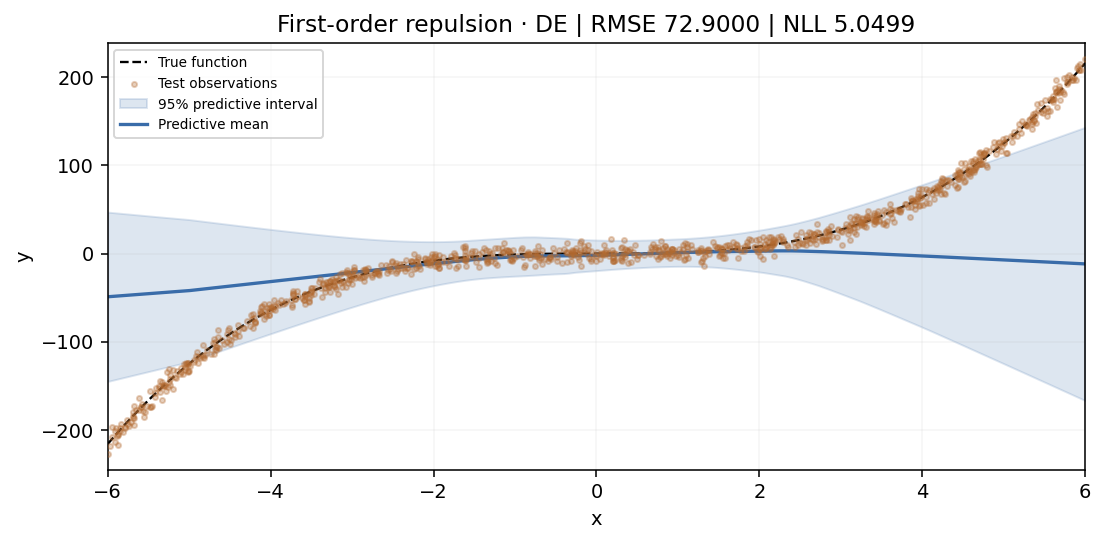 First-order repulsion · DE | RMSE 72.9000 | NLL 5.0499
True function
Test observations
95% predictive interval
Predictive mean
200
100
0
−100
−200
y
−6
−4
−2
0
2
4
6
x